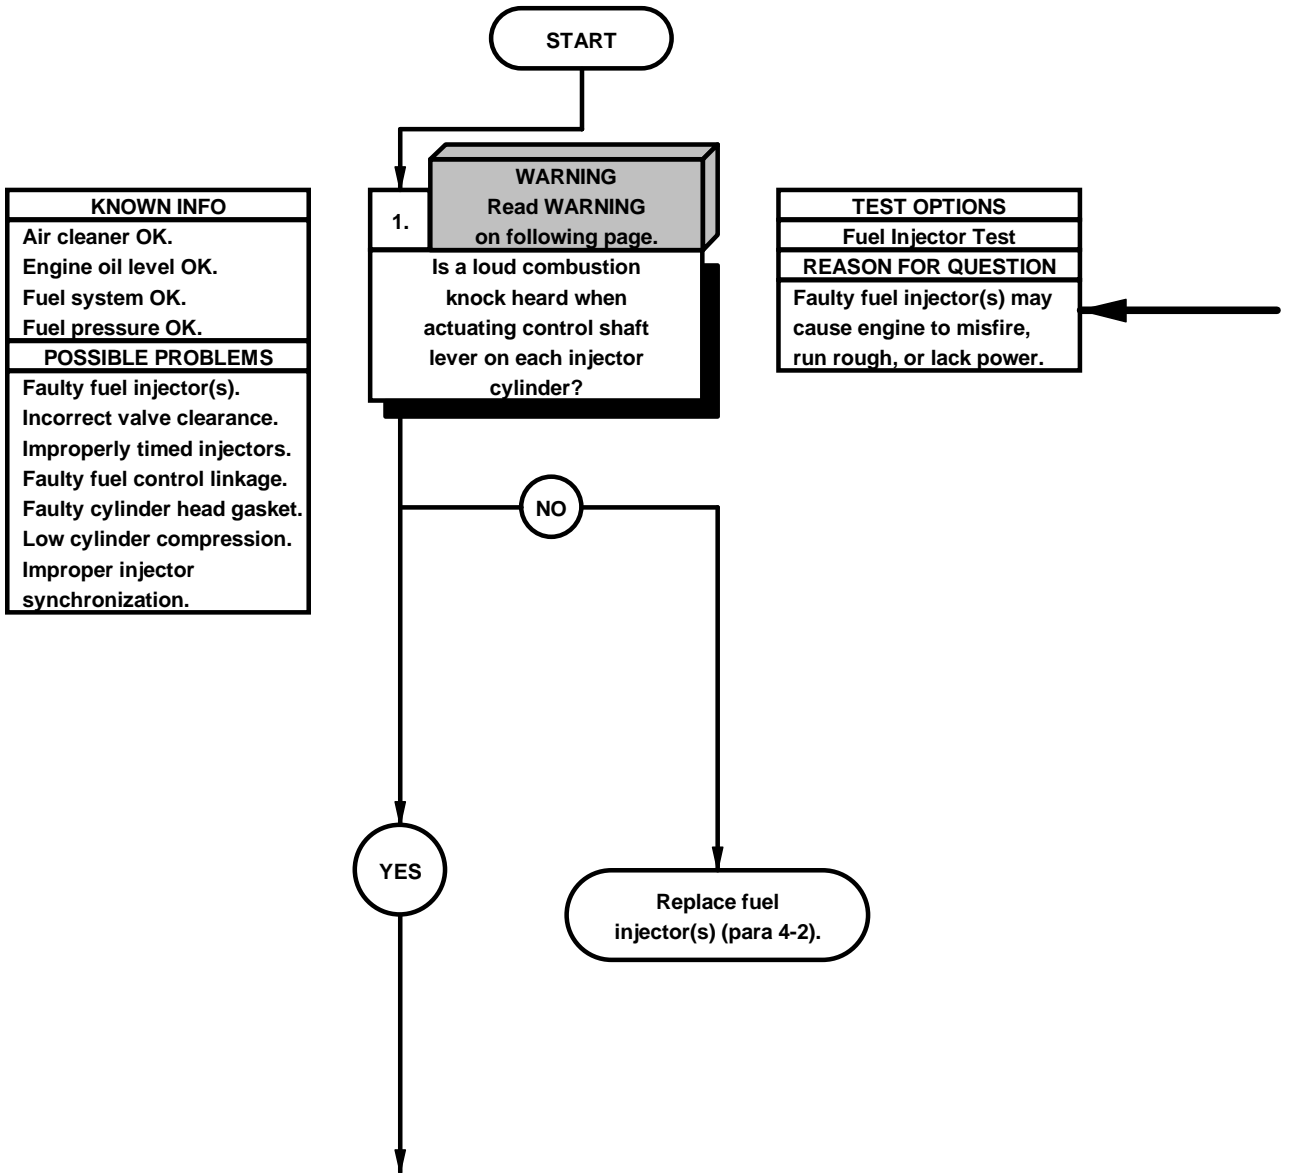 START
KNOWN INFO
Air cleaner OK.
Engine oil level OK.
Fuel system OK.
Fuel pressure OK.
POSSIBLE PROBLEMS
Faulty fuel injector(s).
Incorrect valve clearance.
Improperly timed injectors.
Faulty fuel control linkage.
Faulty cylinder head gasket.
Low cylinder compression.
Improper injector
synchronization.
1.
WARNING
Read WARNING
on following page.
Is a loud combustion
knock heard when
actuating control shaft
lever on each injector
cylinder?
TEST OPTIONS
Fuel Injector Test
REASON FOR QUESTION
Faulty fuel injector(s) may
cause engine to misfire,
run rough, or lack power.
NO
YES
Replace fuel
injector(s) (para 4-2).